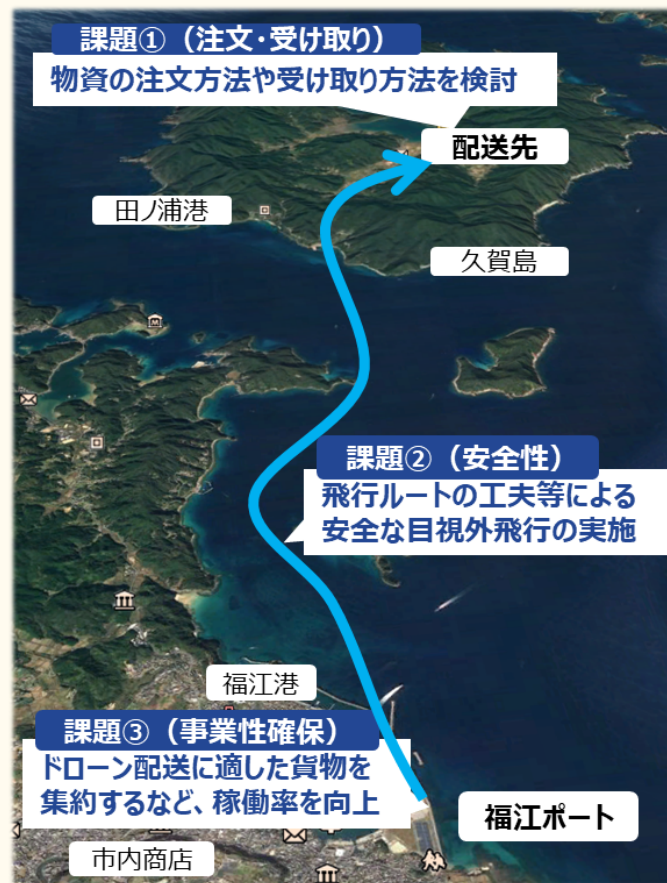 課題①（注文・受け取り）
物資の注文方法や受け取り方法を検討
配送先
田ノ浦港
久賀島
課題②（安全性）
飛行ルートの工夫等による
安全な目視外飛行の実施
福江港
課題③（事業性確保）
ドローン配送に適した貨物を
集約するなど、稼働率を向上
福江ポート
市内商店